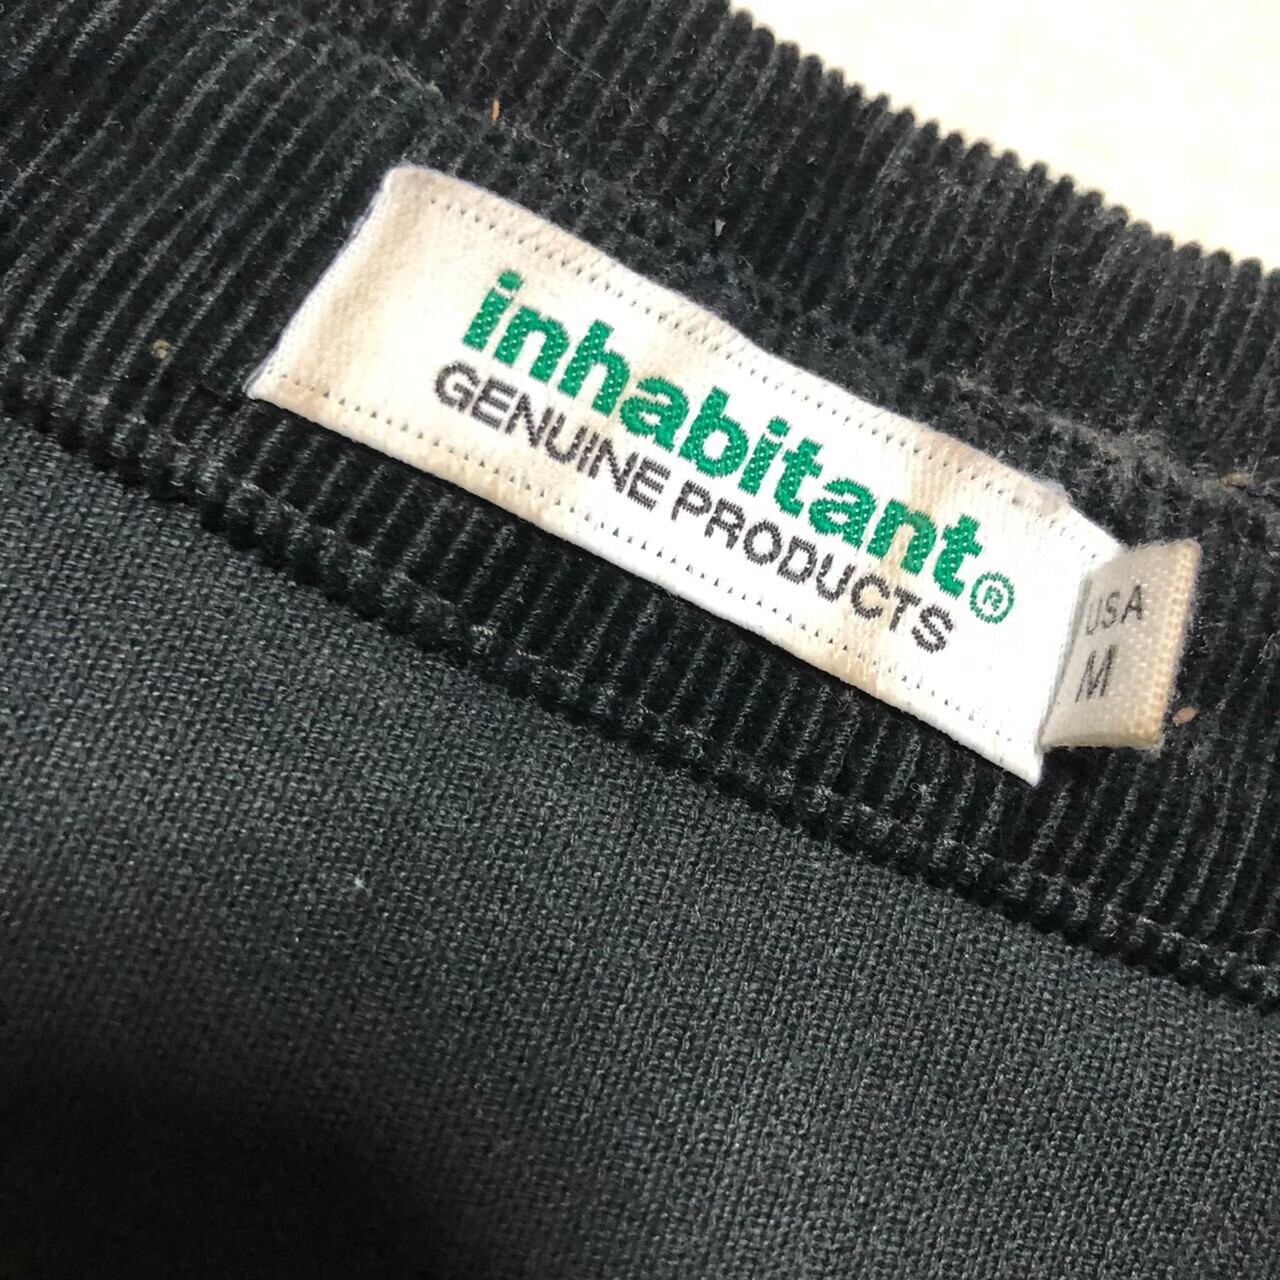 inhabitant®
GENUINE PRODUCTS
USA
M